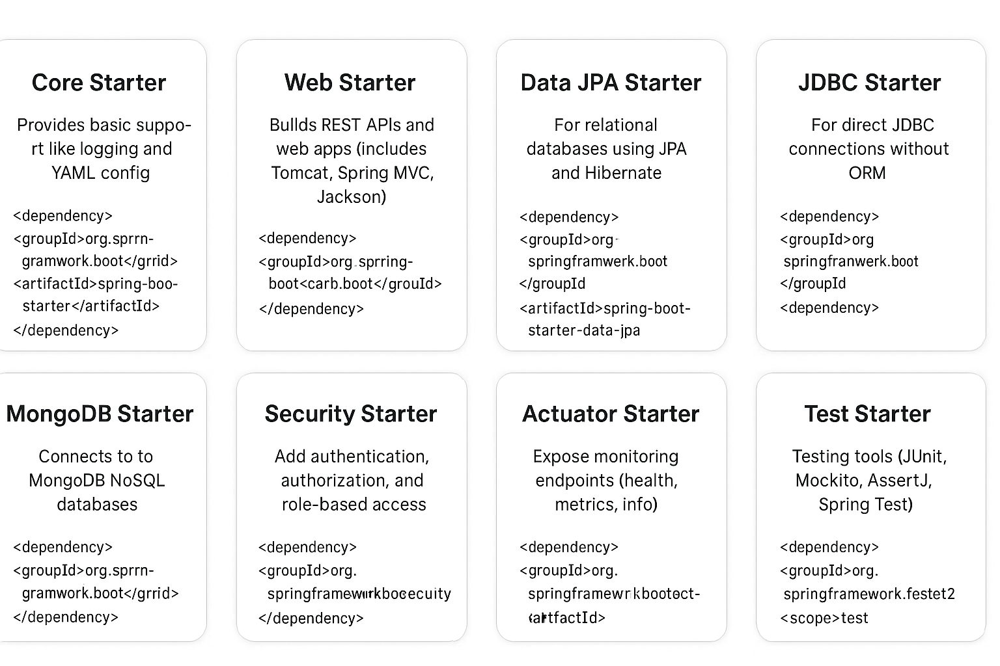 Core Starter
Provides basic suppo-
rt like logging and
YAML config
<dependency>
<groupId>org.sprrn-
gramwork.boot</grrid>
<artifactId>spring-boo-
starter</artifactId>
</dependency>
Web Starter
Bullds REST APIs and
web apps (includes
Tomcat, Spring MVC,
Jackson)
<dependency>
<groupId>org.sprring-
boot<carb.boot</grouId>
</dependency>
Data JPA Starter
For relational
databases using JPA
and Hibernate
<dependency>
<groupId>org-
springframwerk.boot
</groupId
<artifactId>spring-boot-
starter-data-jpa
JDBC Starter
For direct JDBC
connections without
ORM
<dependency>
<groupId>org
springfranwerk.boot
</groupId
<dependency>
MongoDB Starter
Connects to to
MongoDB NoSQL
databases
<dependency>
<groupId>org.sprrn-
gramwork.boot</grrid>
</dependency>
Security Starter
Add authentication,
authorization, and
role-based access
<dependency>
<groupId>org.
</dependency>
Actuator Starter
Expose monitoring
endpoints (health,
metrics, info)
<dependency>
<groupId>org.
Test Starter
Testing tools (JUnit,
Mockito, AssertJ,
Spring Test)
<dependency>
<groupId>org.
springframework.festet2
<scope>test